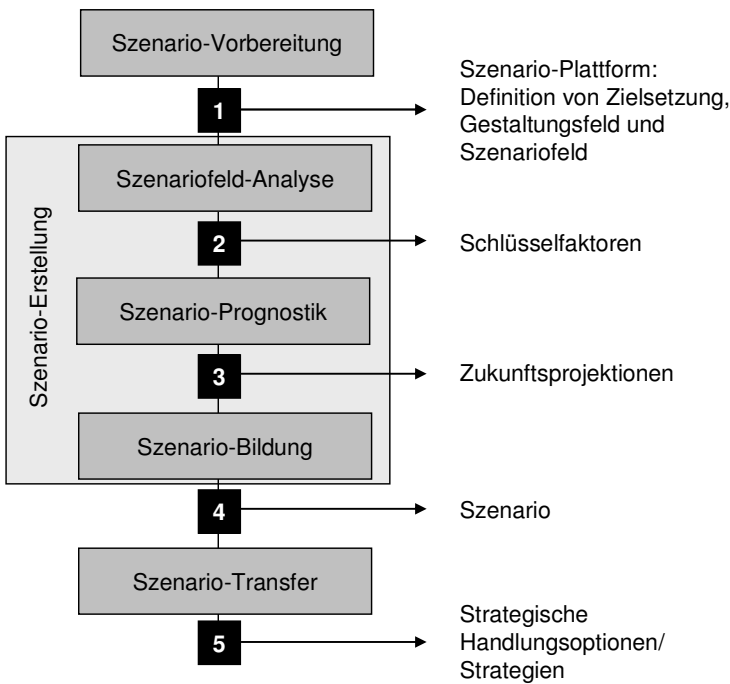 Szenario-Vorbereitung
1
Szenario-Plattform:
Definition von Zielsetzung,
Gestaltungsfeld und
Szenariofeld
Szenario-Erstellung
Szenariofeld-Analyse
2
Schlüsselfaktoren
Szenario-Prognostik
3
Zukunftsprojektionen
Szenario-Bildung
4
Szenario
Szenario-Transfer
5
Strategische
Handlungsoptionen/
Strategien